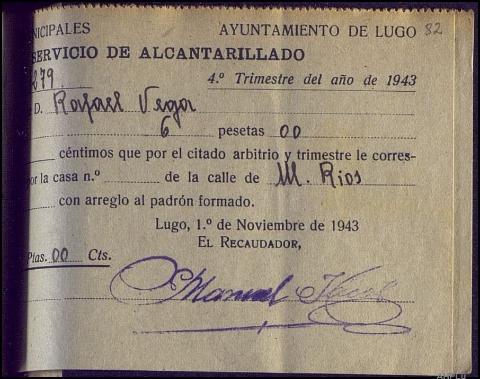 NICIPALES AYUNTAMIENTO DE LUGO 82
SERVICIO DE ALCANTARILLADO
279 4.º Trimestre del año de 1943
D. Rafael Vega
6 pesetas 00
céntimos que por el citado arbitrio y trimestre le corres-
por la casa n.º de la calle de M. Rios
con arreglo al padrón formado.
Lugo, 1.º de Noviembre de 1943
EL RECAUDADOR,
Ptas. 00 Cts.
Manuel